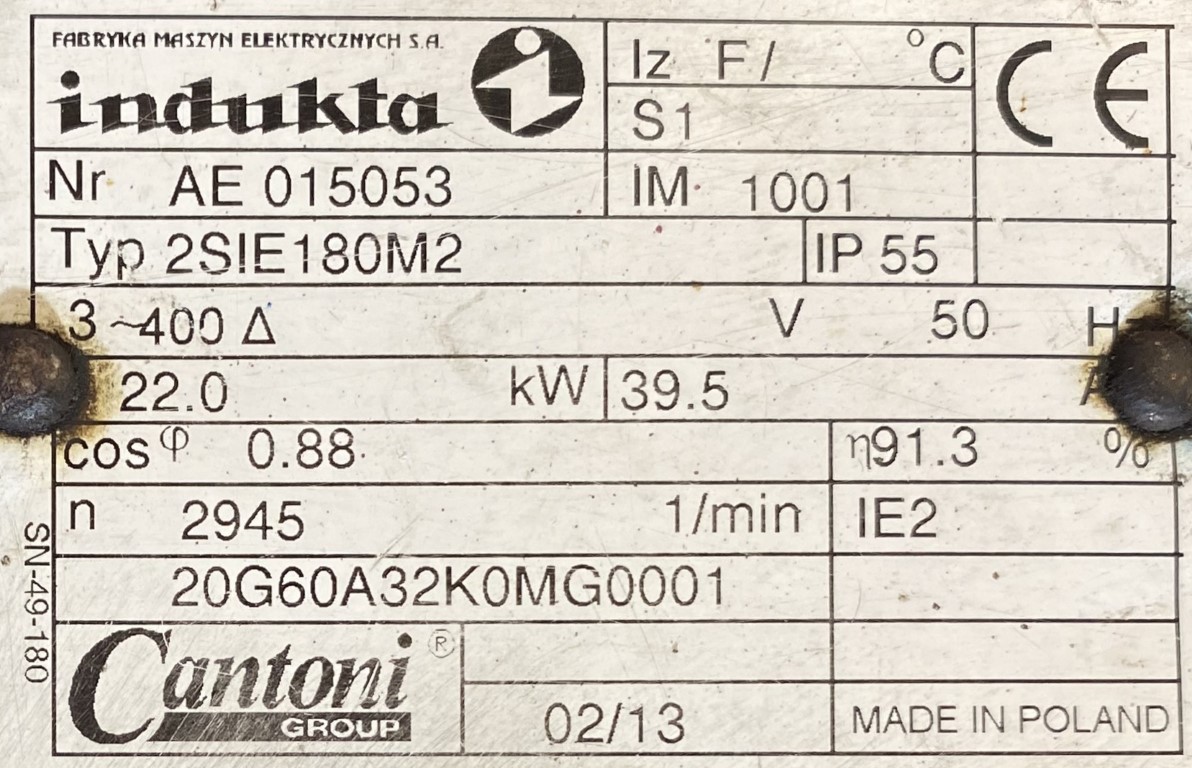 FABRYKA MASZYN ELEKTRYCZNYCH S.A.
indukta
Iz F/ °C
CE
S1
Nr AE 015053
IM 1001
Typ 2SIE180M2
IP 55
3 ~400 Δ V 50
22.0 kW 39.5
cos φ 0.88
η91.3 %
n 2945 1/min
IE2
20G60A32K0MG0001
SN-49-180
Cantoni ®
GROUP
02/13
MADE IN POLAND